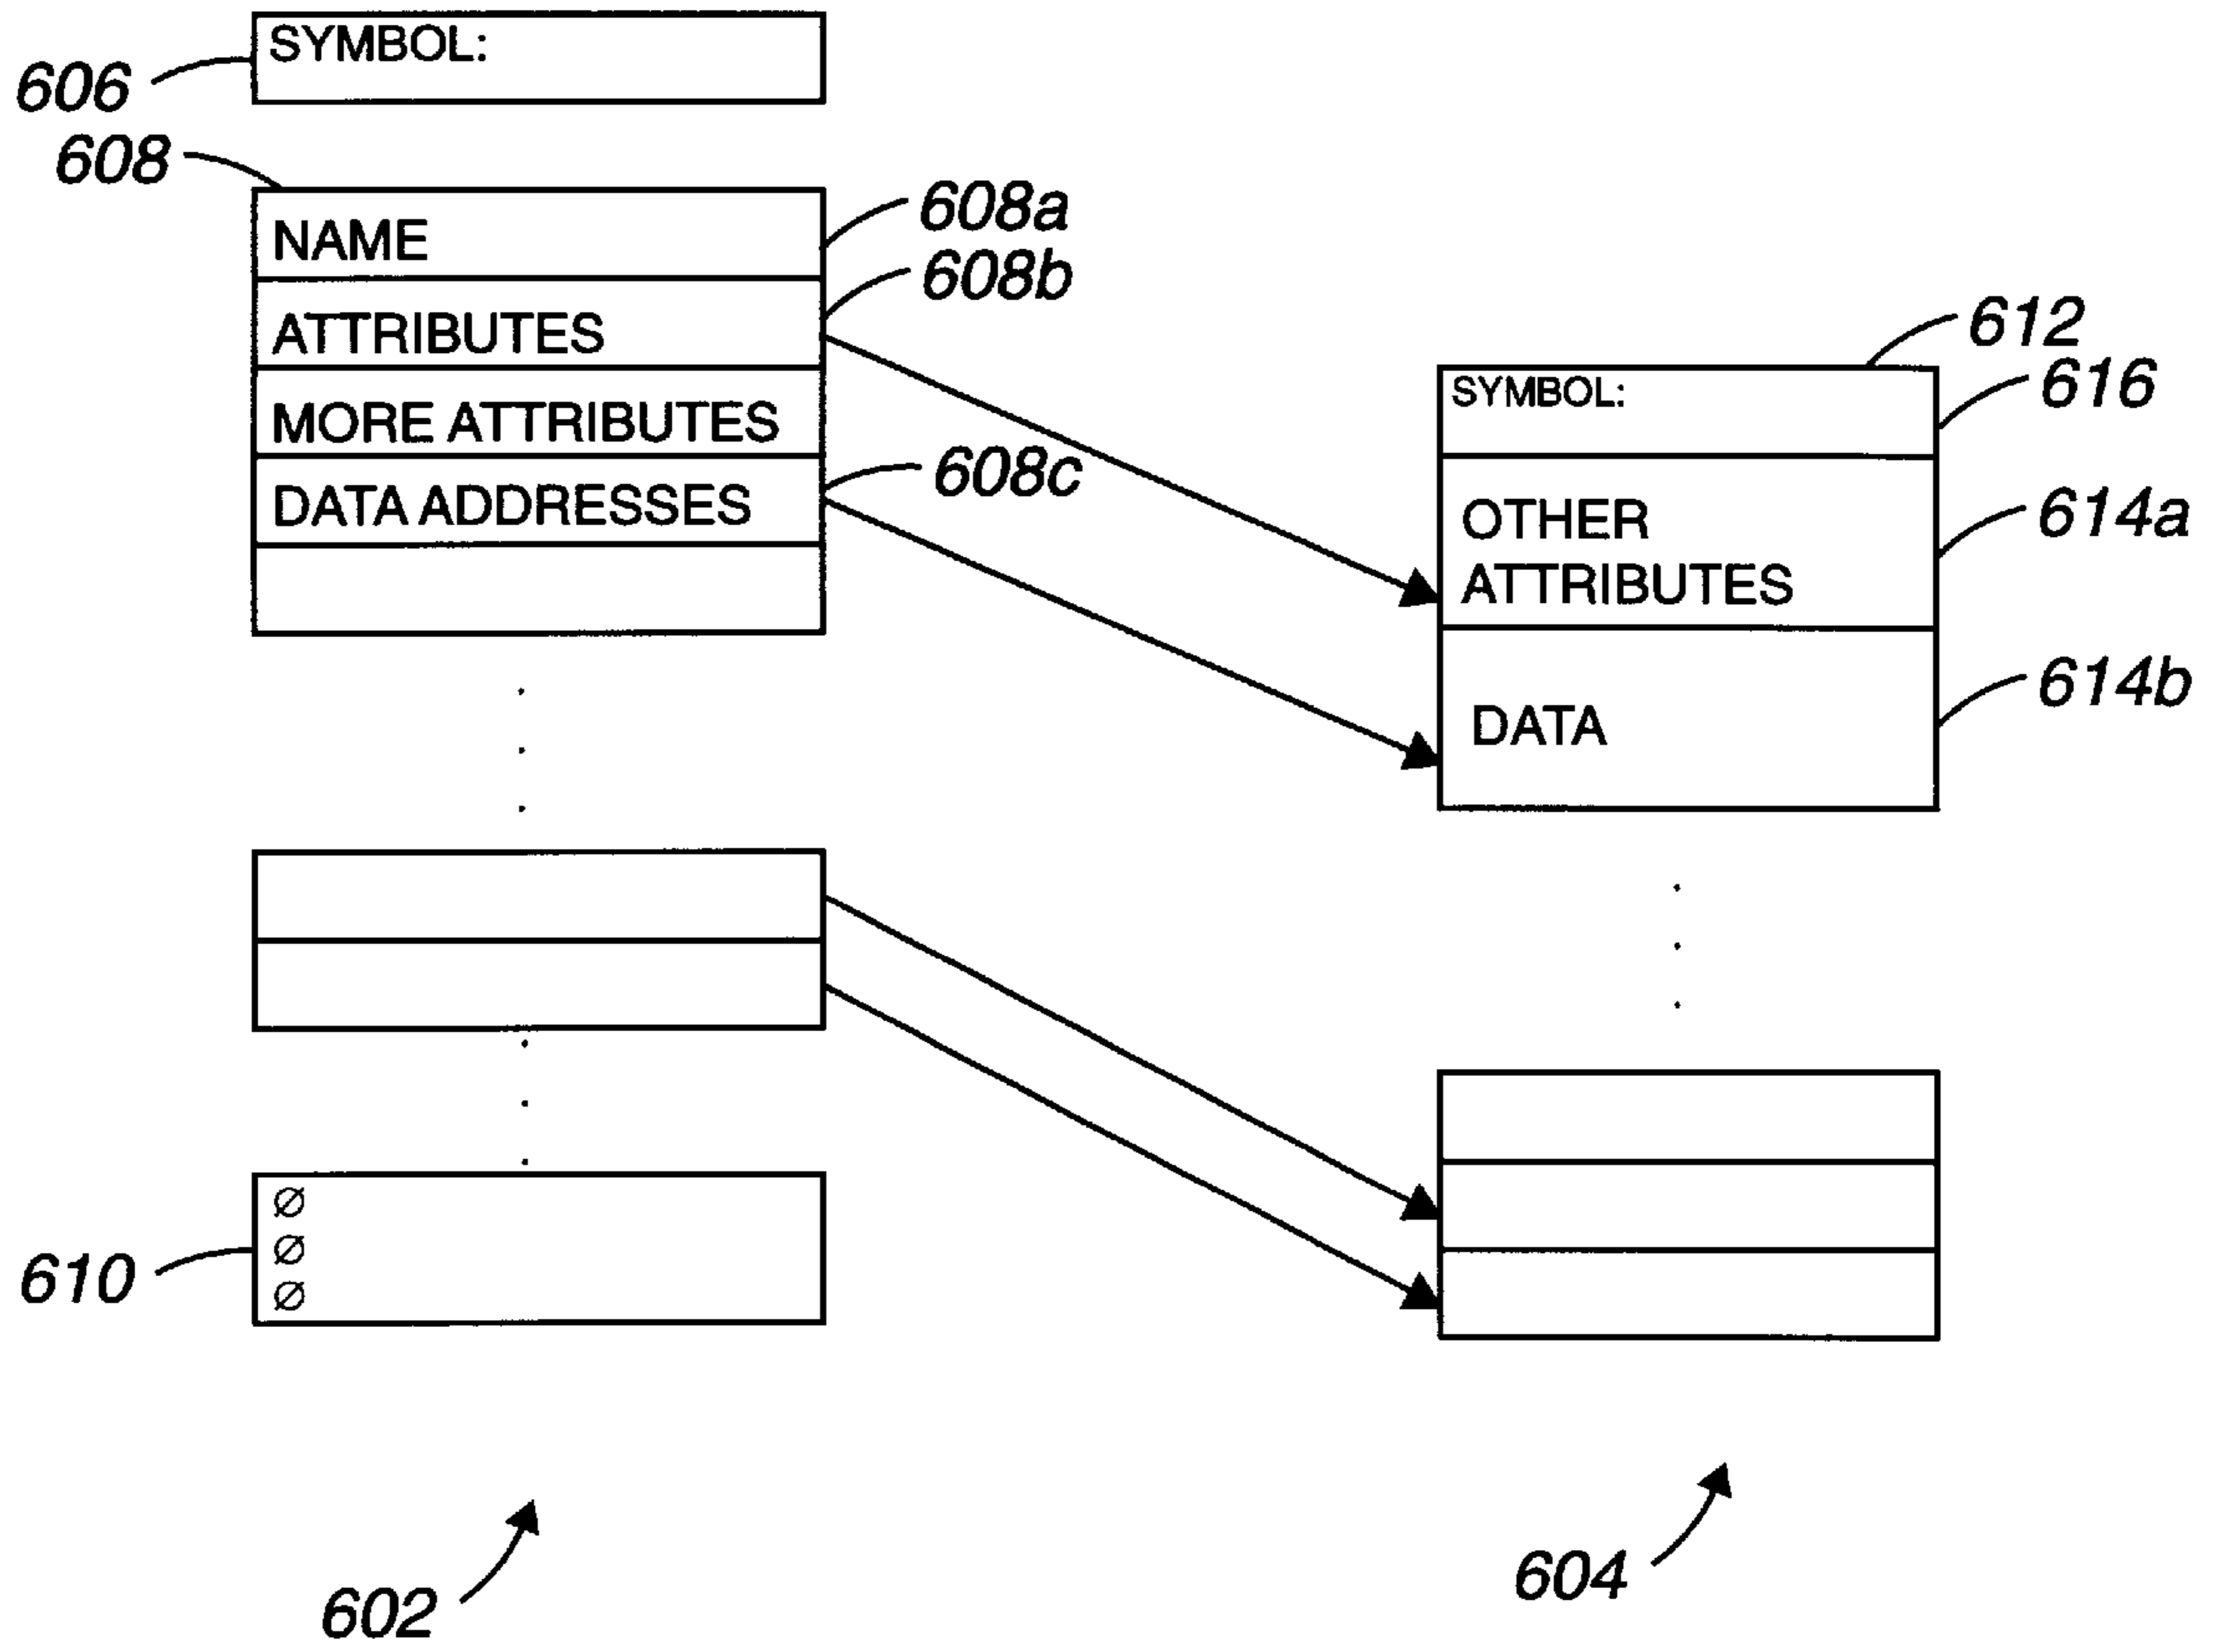 SYMBOL:
606
608
NAME
608a
608b
ATTRIBUTES
MORE ATTRIBUTES
608c
DATA ADDRESSES
612
SYMBOL:
616
OTHER
ATTRIBUTES
614a
DATA
614b
Ø
Ø
Ø
610
602
604